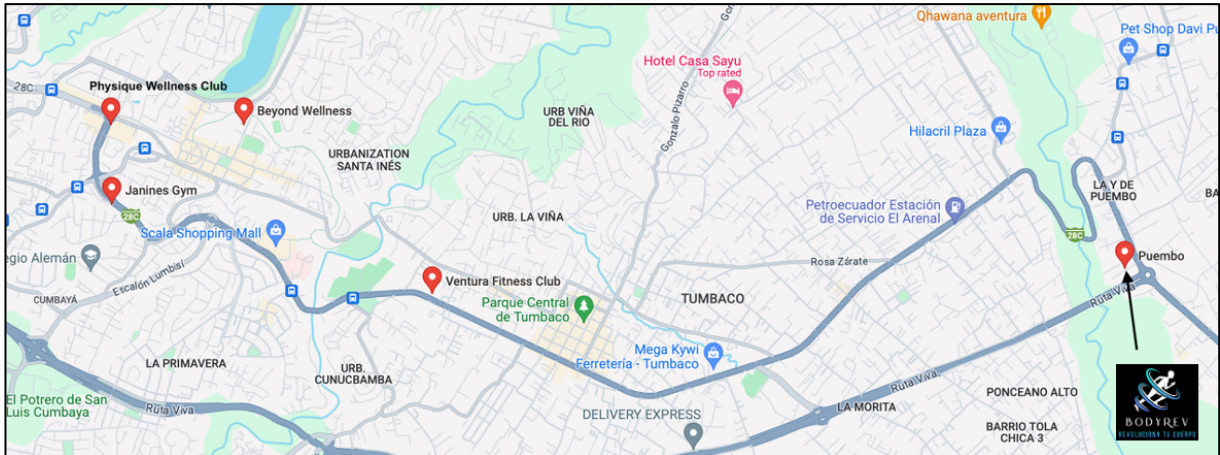 Qhawana aventura
Pet Shop Davi Pu
Hotel Casa Sayu
Top rated
28C
Physique Wellness Club
Beyond Wellness
URB VIÑA
DEL RIO
Gonzalo Pizarro
Hilacril Plaza
URBANIZATION
SANTA INÉS
Janines Gym
28C
LA Y DE
PUEMBO
BA
Petroecuador Estación
de Servicio El Arenal
URB. LA VIÑA
Scala Shopping Mall
28C
egio Alemán
Escalón Lumbisí
Rosa Zárate
Puembo
CUMBAYÁ
Ventura Fitness Club
Parque Central
de Tumbaco
TUMBACO
Ruta Viva
Mega Kywi
Ferretería - Tumbaco
LA PRIMAVERA
URB.
CUNUCBAMBA
Ruta Viva
El Potrero de San
Luis Cumbaya
Ruta Viva
PONCEANO ALTO
LA MORITA
DELIVERY EXPRESS
BARRIO TOLA
CHICA 3
BODYREV
REVOLUCIONA TU CUERPO